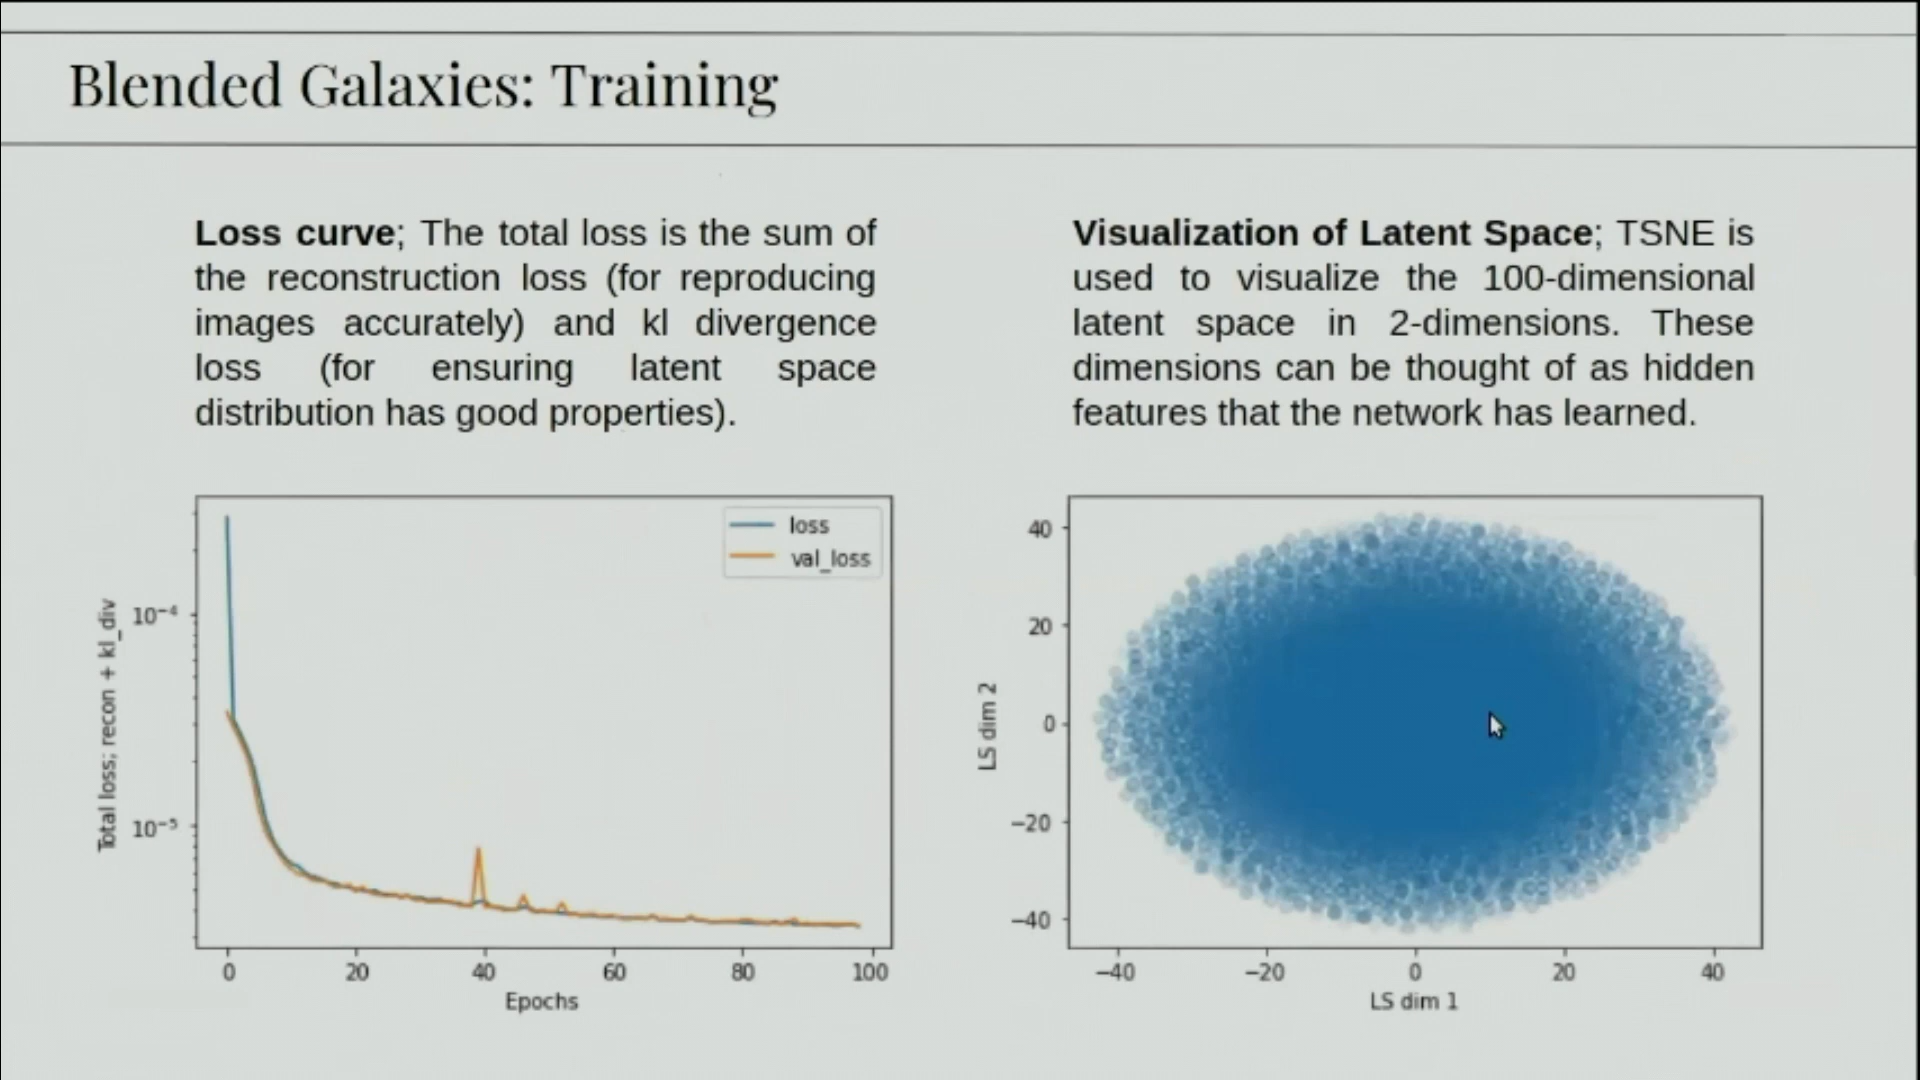 Blended Galaxies: Training
Loss curve; The total loss is the sum of
the reconstruction loss (for reproducing
images accurately) and kl divergence
loss (for ensuring latent space
distribution has good properties).
Visualization of Latent Space; TSNE is
used to visualize the 100-dimensional
latent space in 2-dimensions. These
dimensions can be thought of as hidden
features that the network has learned.
loss
val_loss
Total loss; recon + kl_div
10⁻⁴
10⁻⁵
0 20 40 60 80 100
Epochs
LS dim 2
40
20
0
−20
−40
−40 −20 0 20 40
LS dim 1